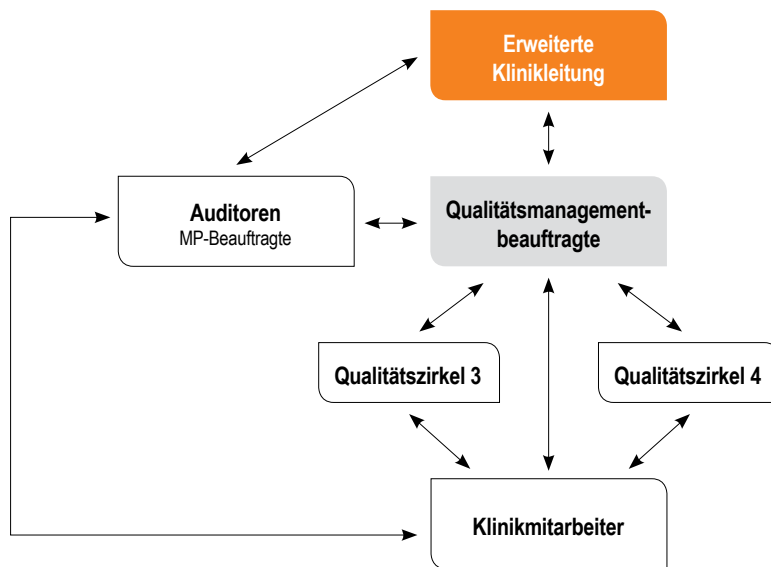 Erweiterte
Klinikleitung
Auditoren
MP-Beauftragte
Qualitätsmanagement-
beauftragte
Qualitätszirkel 3
Qualitätszirkel 4
Klinikmitarbeiter